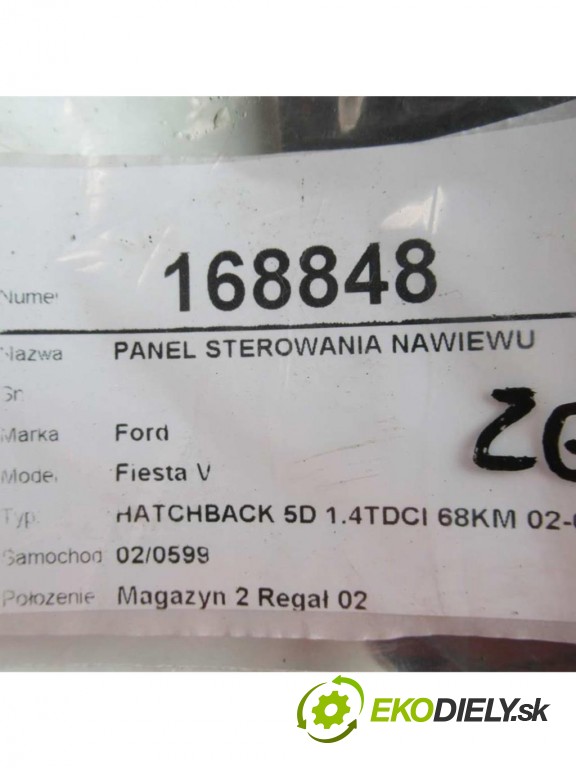 Numer 168848
Nazwa PANEL STEROWANIA NAWIEWU
Sn
Marka Ford
Model Fiesta V
Typ HATCHBACK 5D 1.4TDCI 68KM 02-
Samochod 02/0599
Położenie Magazyn 2 Regał 02
EKODIELY.sk